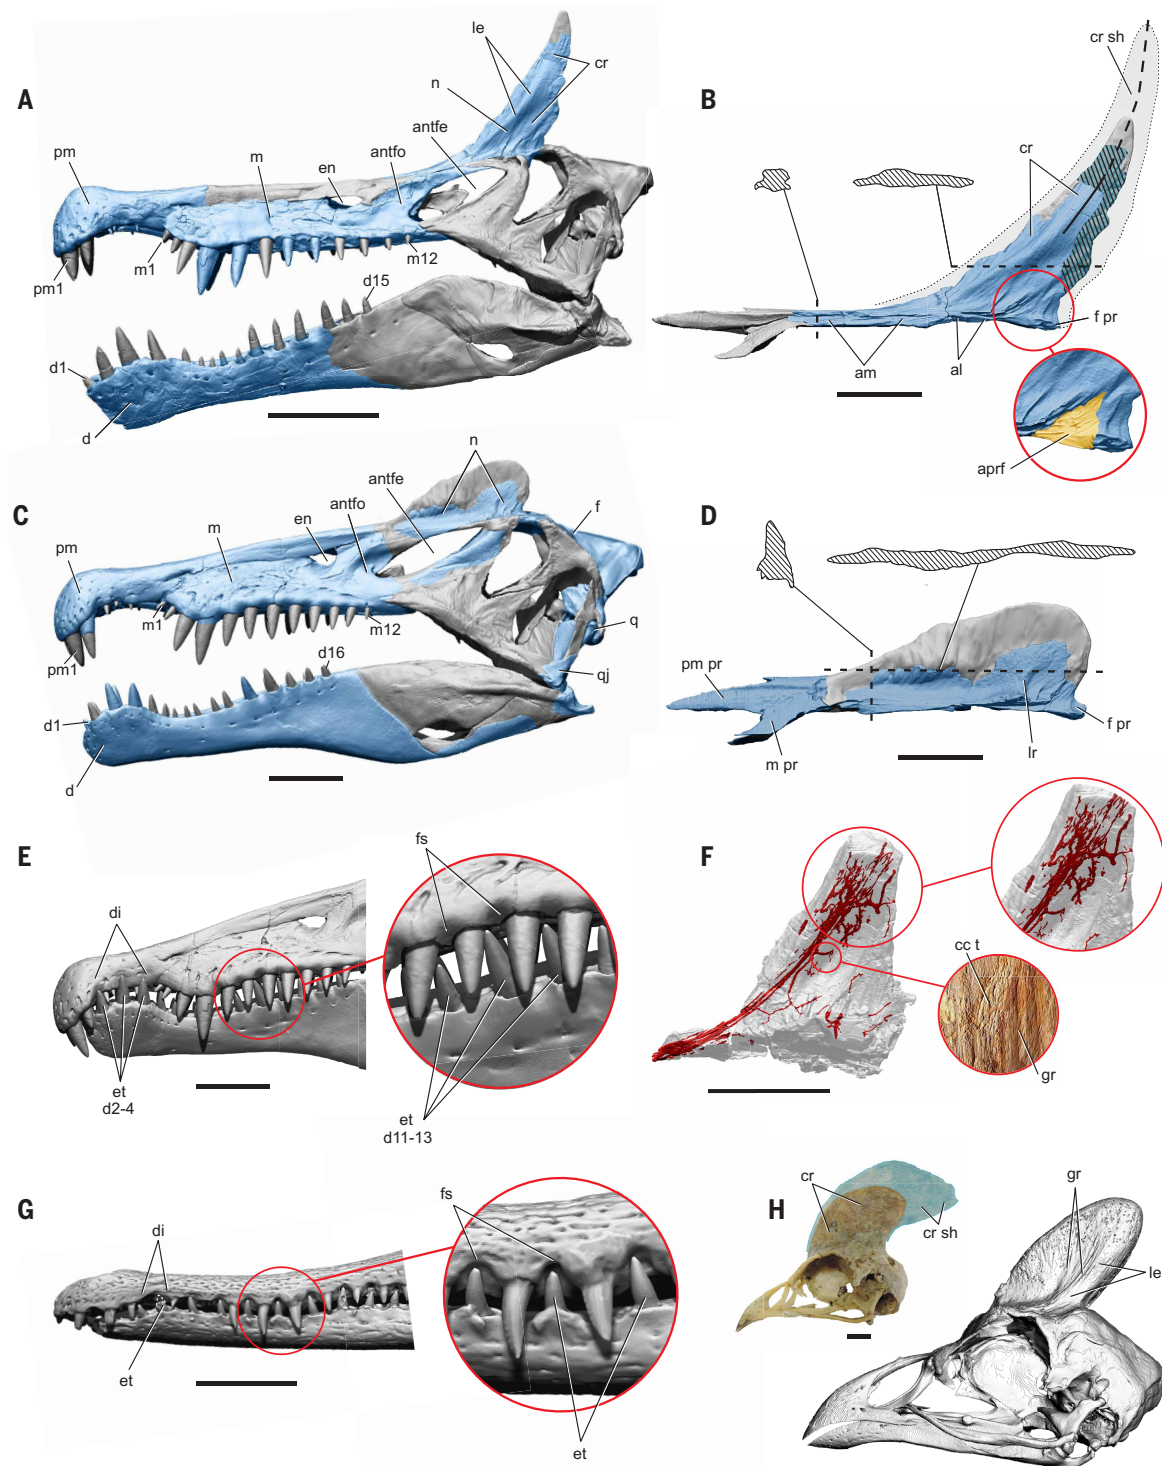 A
le
cr
n
antfe
antfo
en
m
pm
m1
pm1
m12
d15
d1
d
B
cr sh
cr
f pr
am
al
aprf
C
n
antfe
antfo
en
m
pm
f
m1
pm1
m12
q
qj
d16
d1
d
D
pm pr
m pr
lr
f pr
E
fs
di
et
d2-4
et
d11-13
F
cc t
gr
G
fs
di
et
et
H
cr
cr sh
gr
le